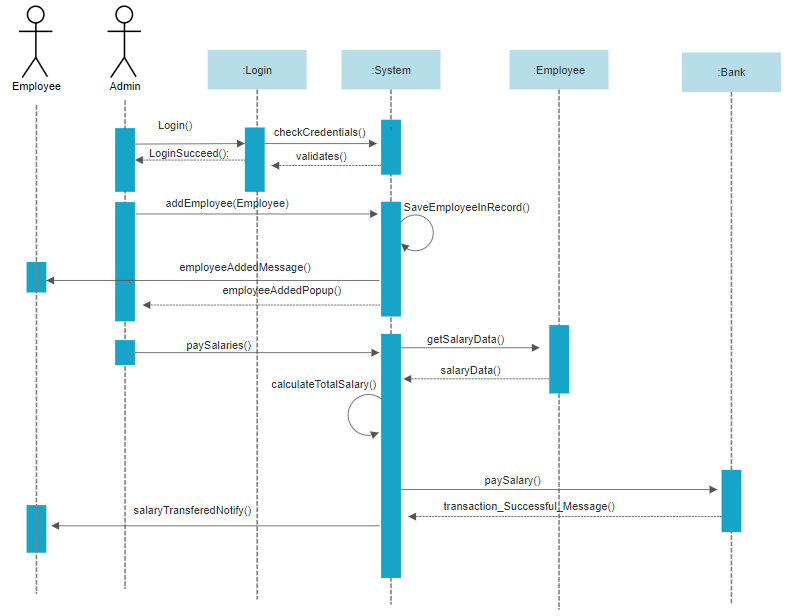 Employee
Admin
:Login
:System
:Employee
:Bank
Login()
checkCredentials()
LoginSucceed();
validates()
addEmployee(Employee)
SaveEmployeeInRecord()
employeeAddedMessage()
employeeAddedPopup()
paySalaries()
getSalaryData()
salaryData()
calculateTotalSalary()
paySalary()
transaction_Successful_Message()
salaryTransferedNotify()